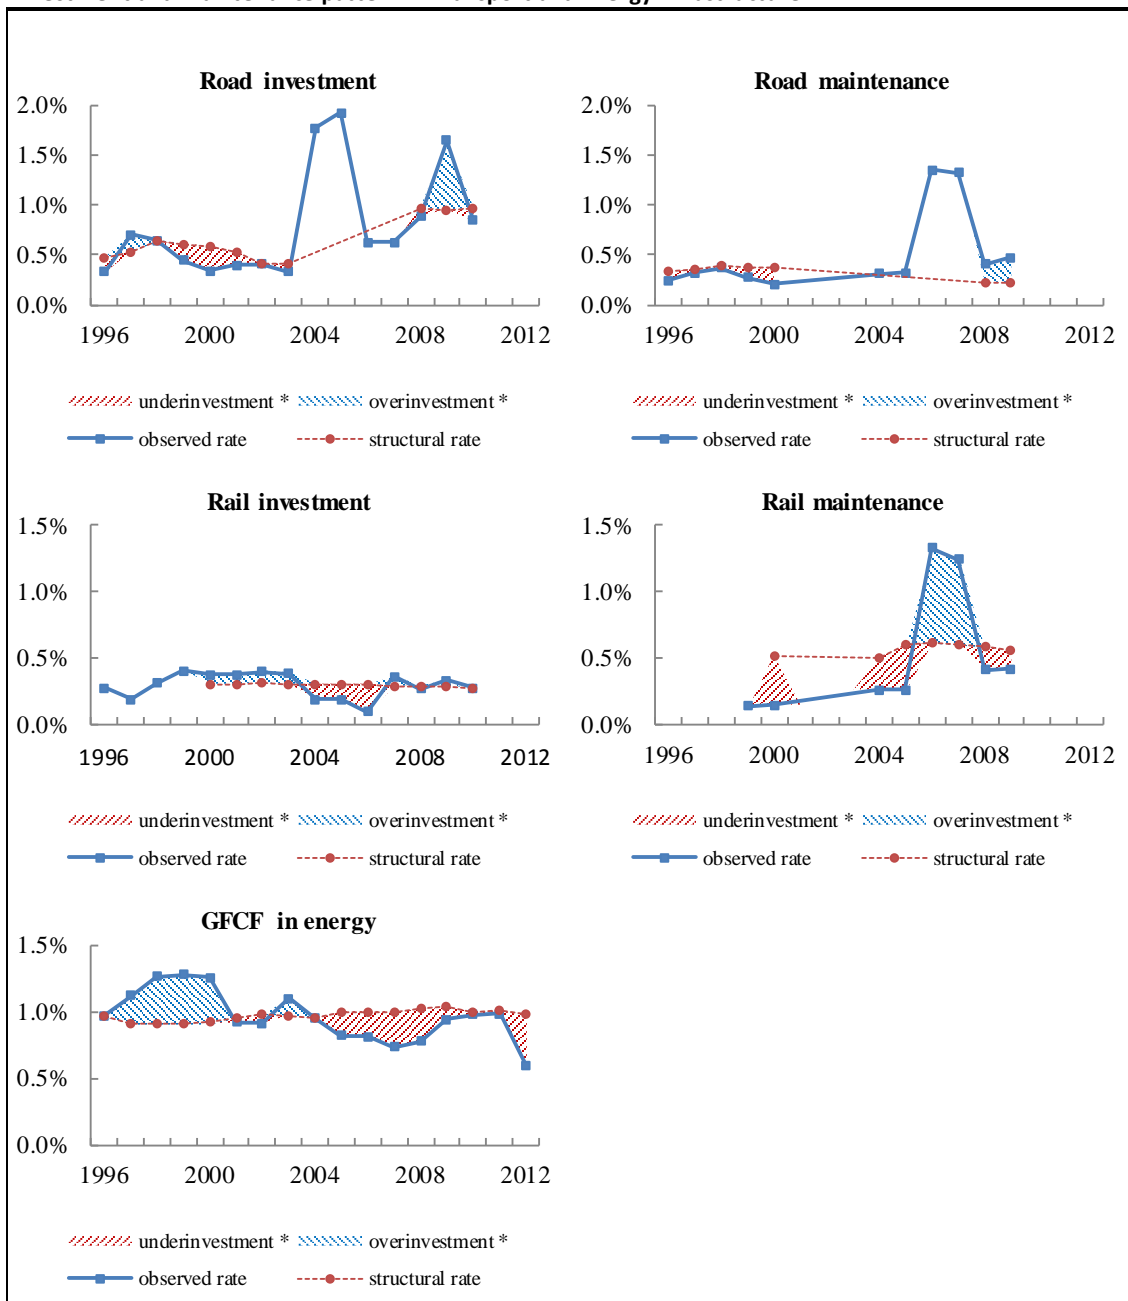 Road investment
2.0%
1.5%
1.0%
0.5%
0.0%
1996 2000 2004 2008 2012
underinvestment * overinvestment *
observed rate structural rate
Road maintenance
2.0%
1.5%
1.0%
0.5%
0.0%
1996 2000 2004 2008 2012
underinvestment * overinvestment *
observed rate structural rate
Rail investment
1.5%
1.0%
0.5%
0.0%
1996 2000 2004 2008 2012
underinvestment * overinvestment *
observed rate structural rate
Rail maintenance
1.5%
1.0%
0.5%
0.0%
1996 2000 2004 2008 2012
underinvestment * overinvestment *
observed rate structural rate
GFCF in energy
1.5%
1.0%
0.5%
0.0%
1996 2000 2004 2008 2012
underinvestment * overinvestment *
observed rate structural rate